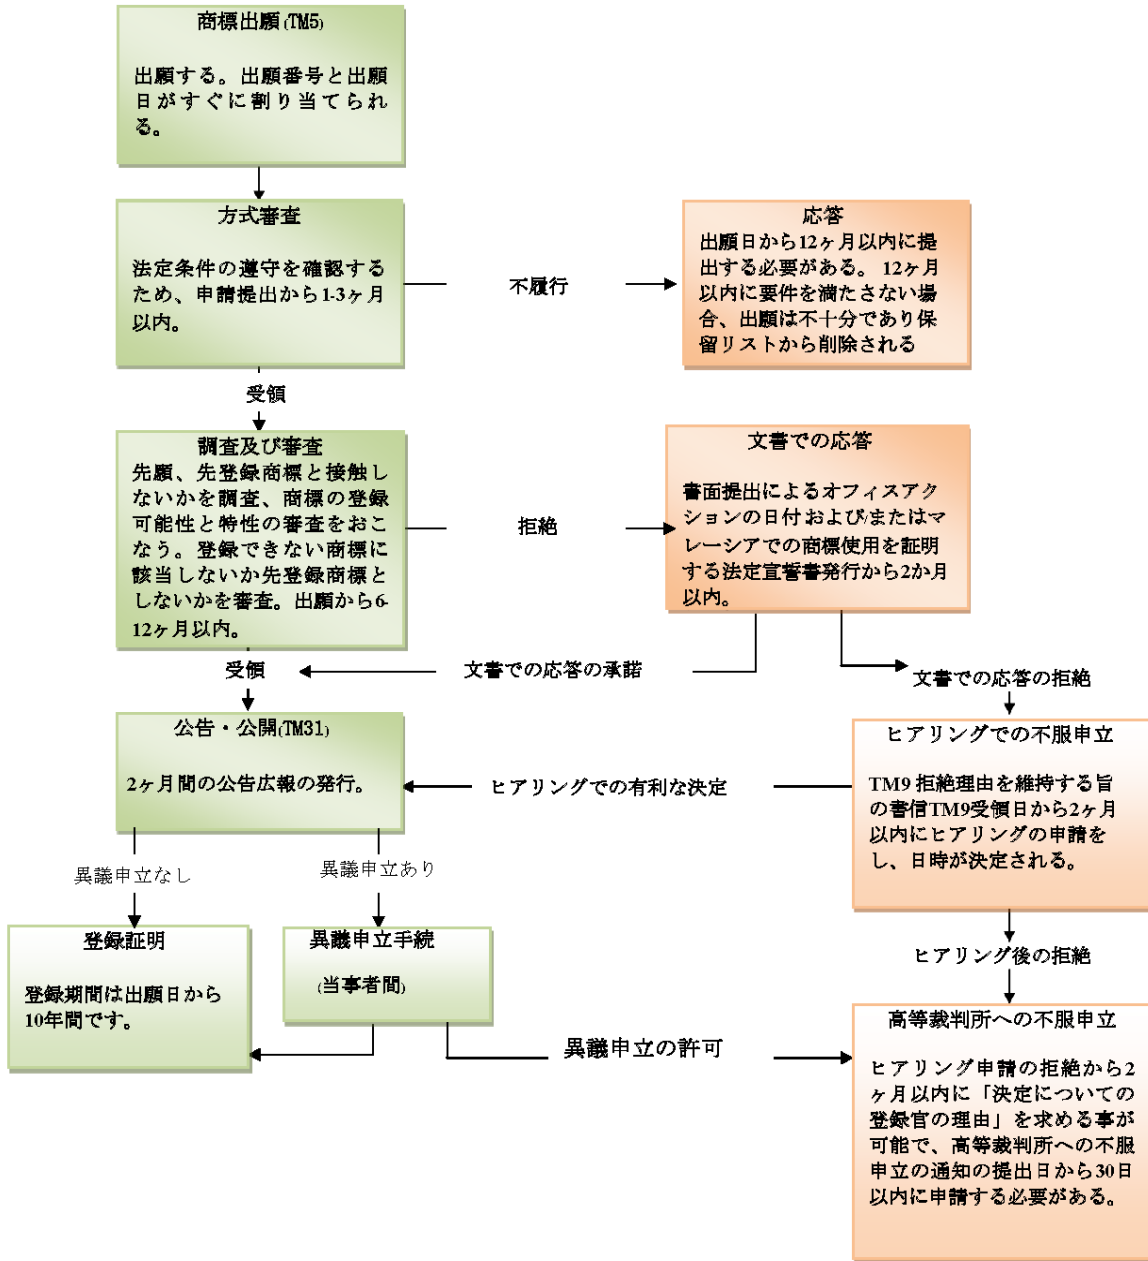 商標出願(TM5)
出願する。出願番号と出願
日がすぐに割り当てられ
る。
方式審査
法定条件の遵守を確認する
ため、申請提出から1-3ヶ月
以内。
不履行
応答
出願日から12ヶ月以内に提
出する必要がある。 12ヶ月
以内に要件を満たさない場
合、出願は不十分であり保
留リストから削除される
受領
調査及び審査
先願、先登録商標と接触し
ないかを調査、商標の登録
可能性と特性の審査をおこ
なう。登録できない商標に
該当しないか先登録商標と
しないかを審査。出願から6-
12ヶ月以内。
拒絶
文書での応答
書面提出によるオフィスアク
ションの日付および/またはマ
レーシアでの商標使用を証明
する法定宣誓書発行から2か月
以内。
受領
文書での応答の承諾
文書での応答の拒絶
公告・公開(TM31)
2ヶ月間の公告広報の発行。
ヒアリングでの有利な決定
ヒアリングでの不服申立
TM9 拒絶理由を維持する旨
の書信TM9受領日から2ヶ月
以内にヒアリングの申請を
し、日時が決定される。
異議申立なし
異議申立あり
登録証明
登録期間は出願日から
10年間です。
異議申立手続
(当事者間)
ヒアリング後の拒絶
異議申立の許可
高等裁判所への不服申立
ヒアリング申請の拒絶から2
ヶ月以内に「決定についての
登録官の理由」を求める事が
可能で、高等裁判所への不服
申立の通知の提出日から30日
以内に申請する必要がある。